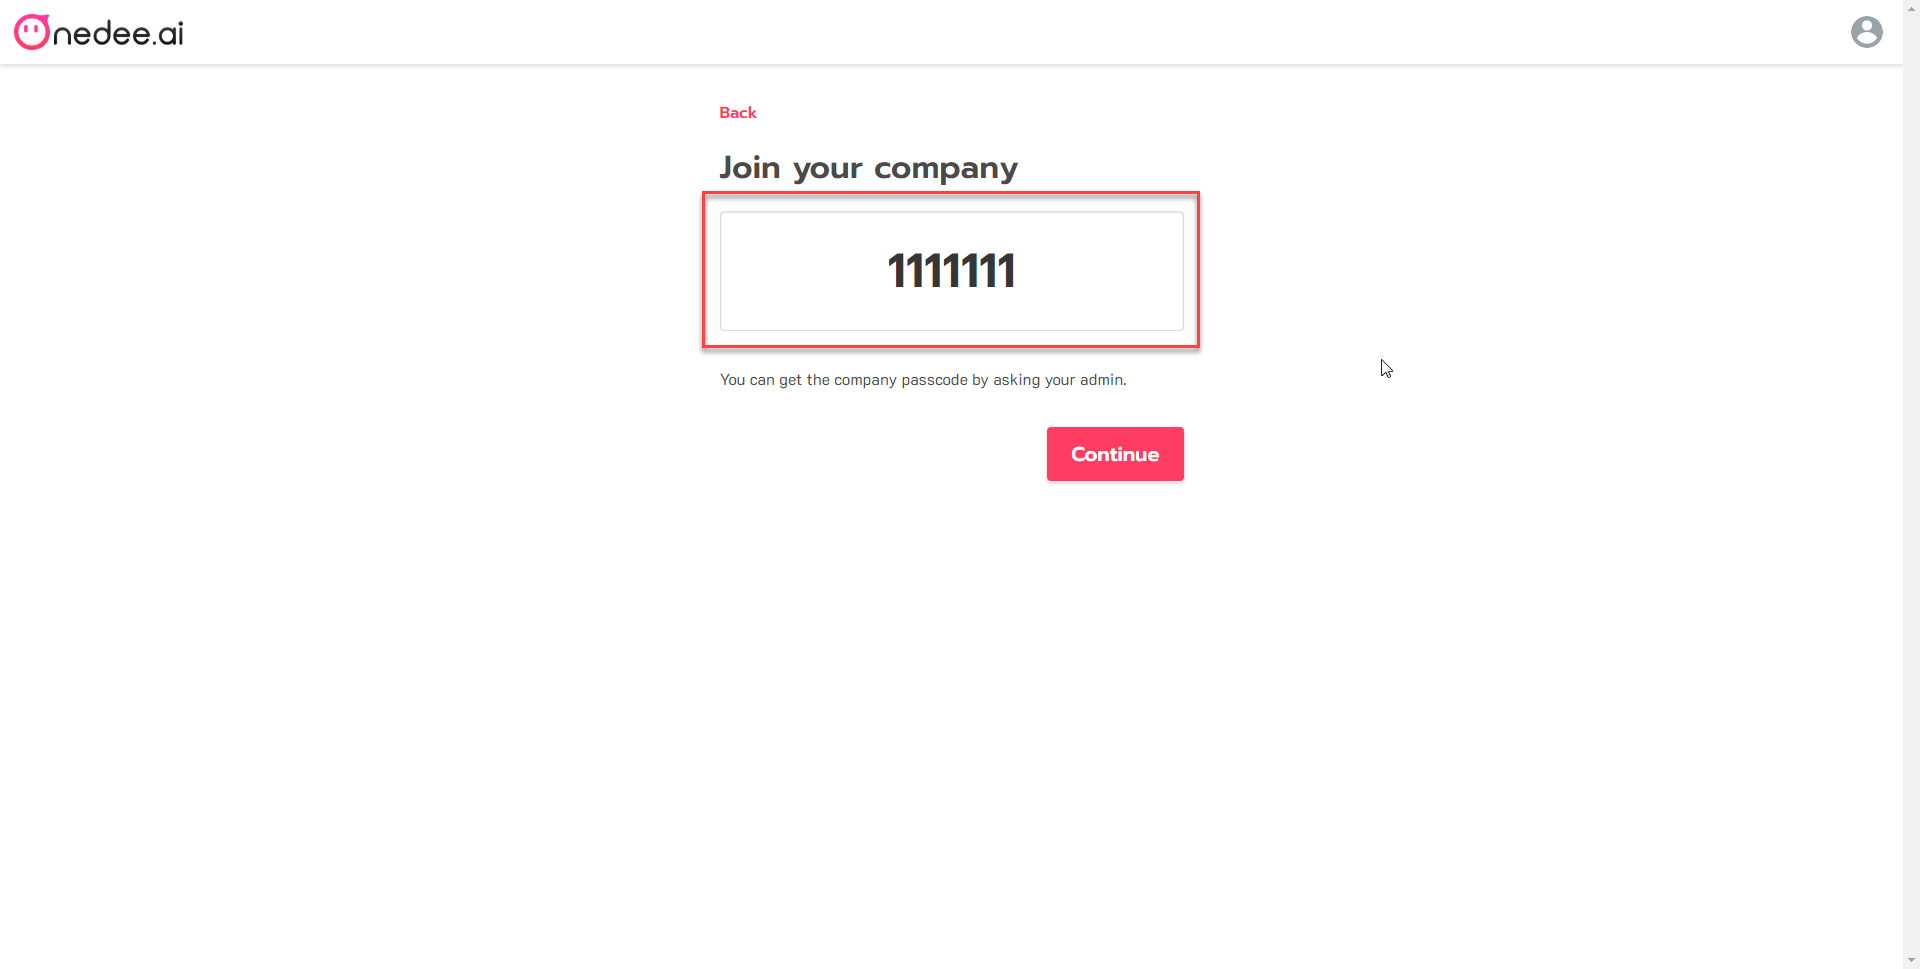 Onedee.ai
Back
Join your company
1111111
You can get the company passcode by asking your admin.
Continue